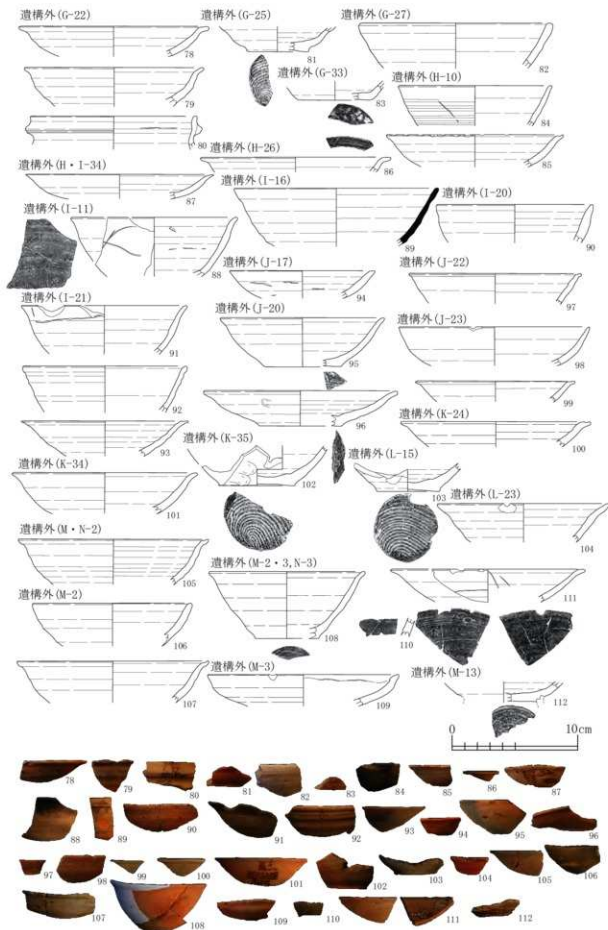 遺構外(G-22)
遺構外(G-25)
遺構外(G-27)
78
81
82
遺構外(G-33)
79
83
遺構外(H-10)
84
80
遺構外(H-26)
85
遺構外(H・I-34)
86
87
遺構外(I-16)
遺構外(I-20)
遺構外(I-11)
88
89
90
遺構外(J-17)
遺構外(J-22)
94
97
遺構外(I-21)
遺構外(J-20)
遺構外(J-23)
91
95
98
92
96
99
遺構外(K-24)
93
100
遺構外(K-35)
遺構外(L-15)
遺構外(K-34)
102
103
遺構外(L-23)
101
104
遺構外(M・N-2)
105
遺構外(M-2・3,N-3)
111
遺構外(M-2)
106
108
110
遺構外(M-3)
遺構外(M-13)
107
109
112
0 10cm
78 79 80 81 82 83 84 85 86 87
88 89 90 91 92 93 94 95 96
97 98 99 100 101 102 103 104 105 106
107 108 109 110 111 112